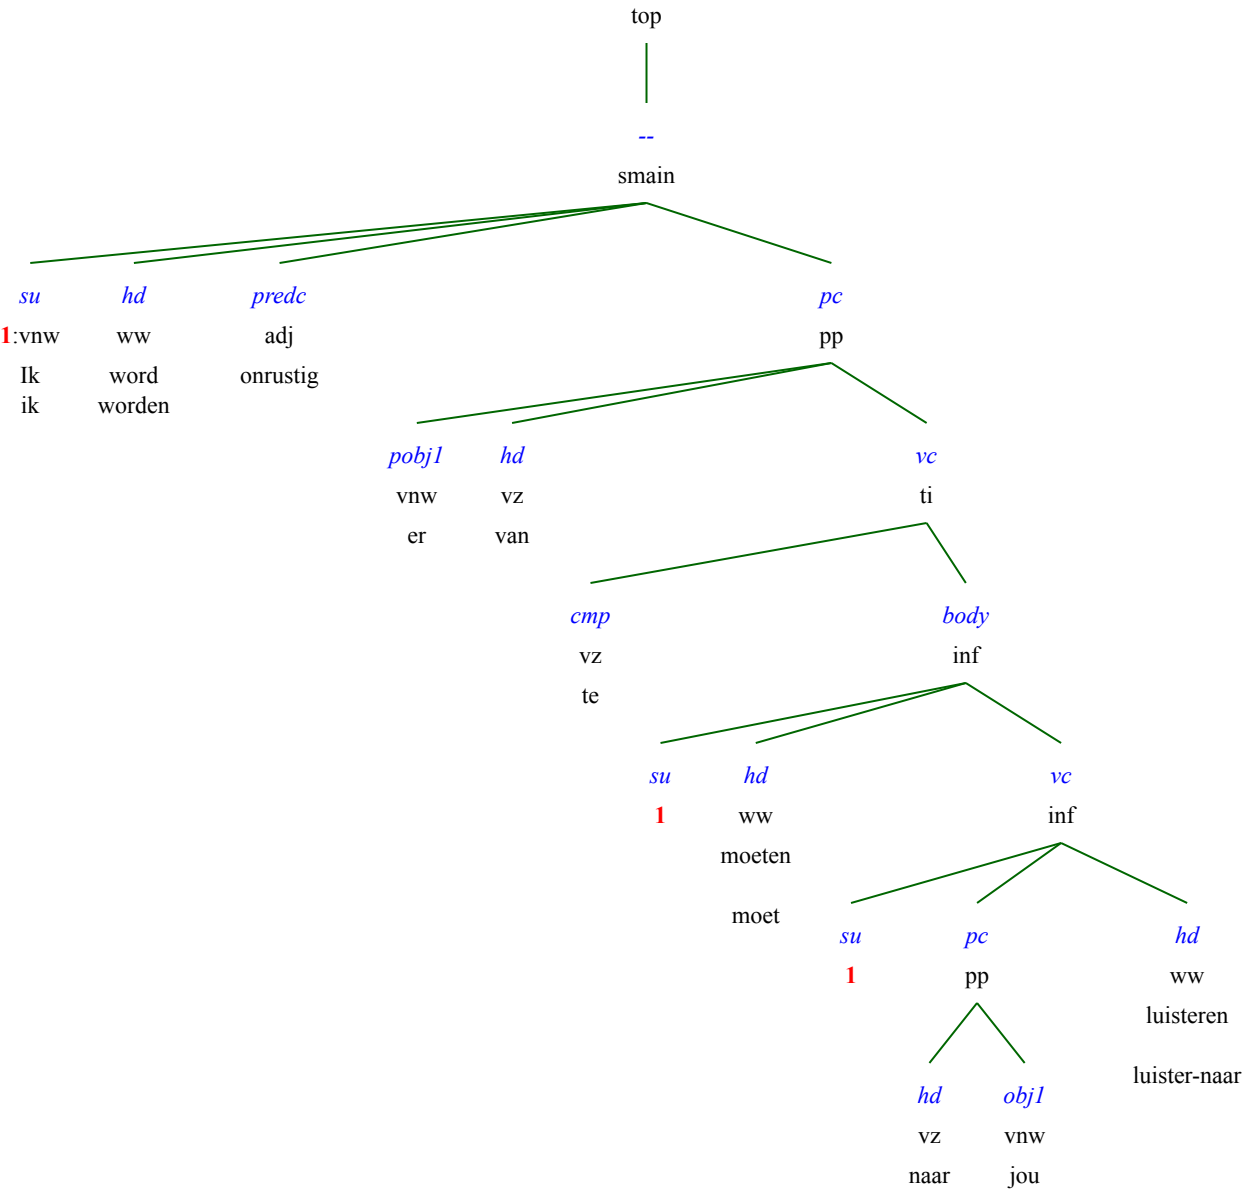 top
--
smain
su hd predc pc
1:vnw ww adj pp
Ik word onrustig
ik worden
pobj1 hd vc
vnw vz ti
er van
cmp body
vz inf
te
su hd vc
1 ww inf
moeten
moet
su pc hd
1 pp ww
luisteren
luister-naar
hd obj1
vz vnw
naar jou